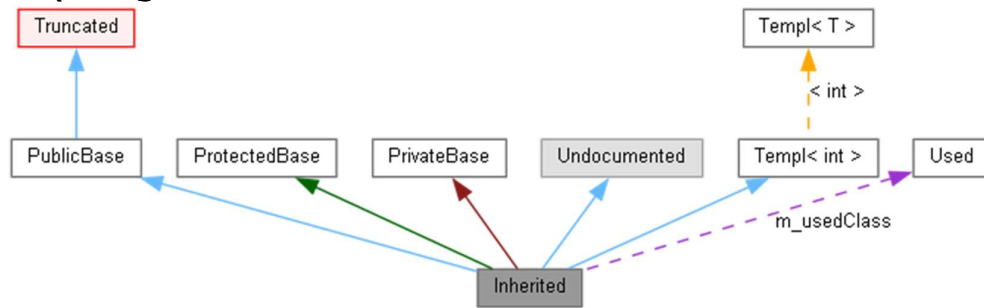 Truncated
Templ< T >
< int >
PublicBase
ProtectedBase
PrivateBase
Undocumented
Templ< int >
Used
m_usedClass
Inherited